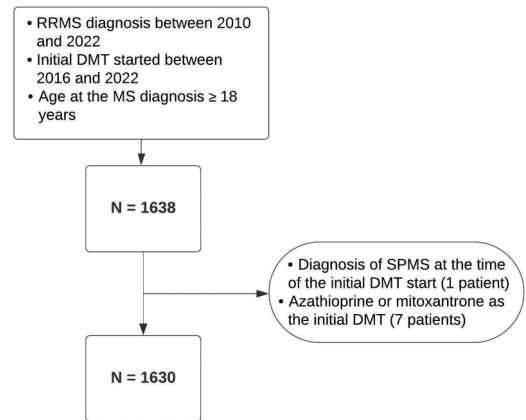 • RRMS diagnosis between 2010
and 2022
• Initial DMT started between
2016 and 2022
• Age at the MS diagnosis ≥ 18
years
N = 1638
• Diagnosis of SPMS at the time
of the initial DMT start (1 patient)
• Azathioprine or mitoxantrone as
the initial DMT (7 patients)
N = 1630